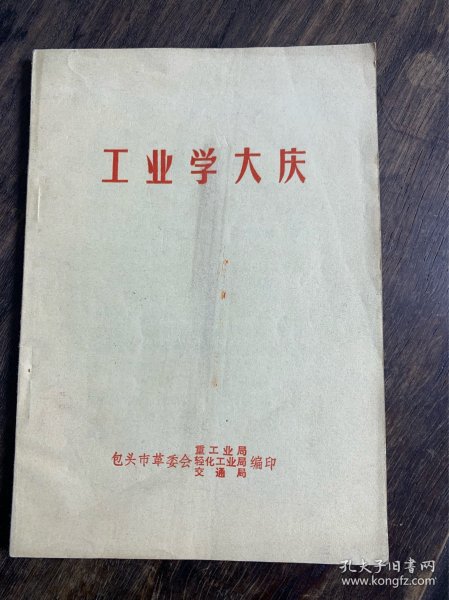 工业学大庆
重工业局
包头市革委会轻化工业局编印
交通局
孔夫子旧书网
www.kongfz.com